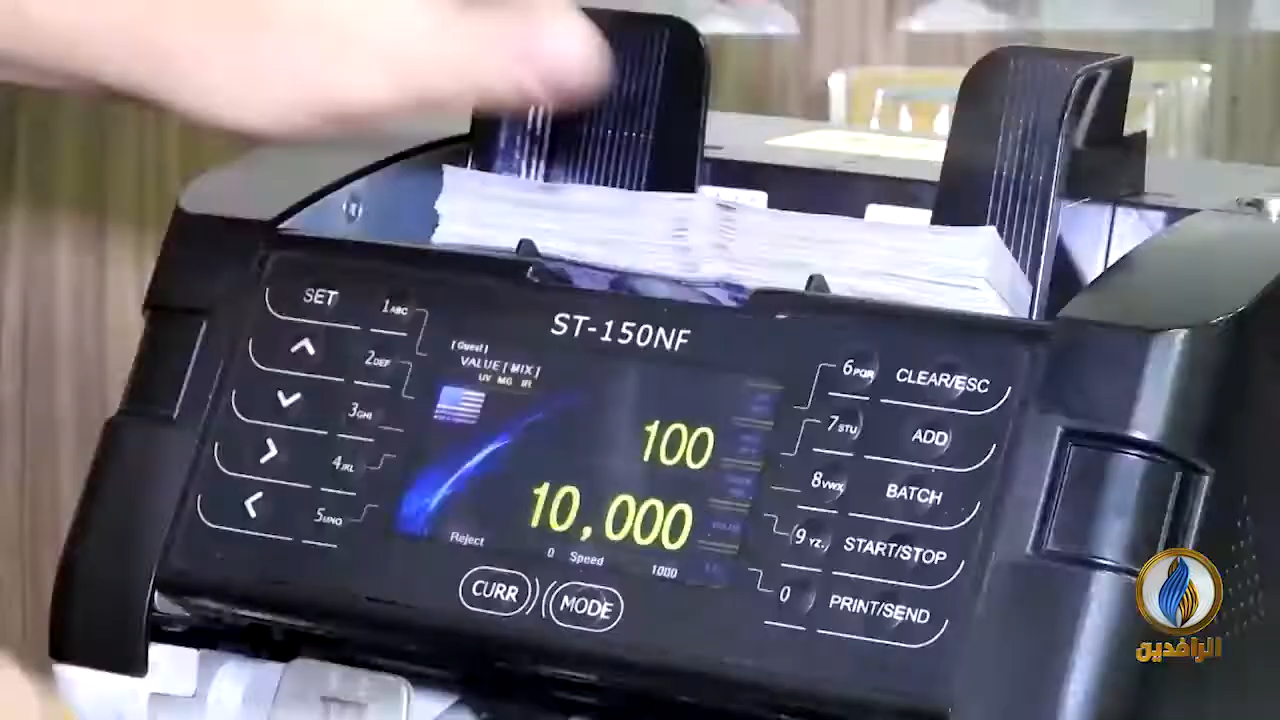 ST-150NF
SET
1ABC
2DEF
3GHI
4JKL
5MNO
[ Guest ]
VALUE [ MIX ]
UV MG IR
100
10,000
Reject
0 Speed
1000
CURR
MODE
6PQR
CLEAR/ESC
7STU
ADD
8VWX
BATCH
9YZ.
START/STOP
0
PRINT/SEND
الرافدين